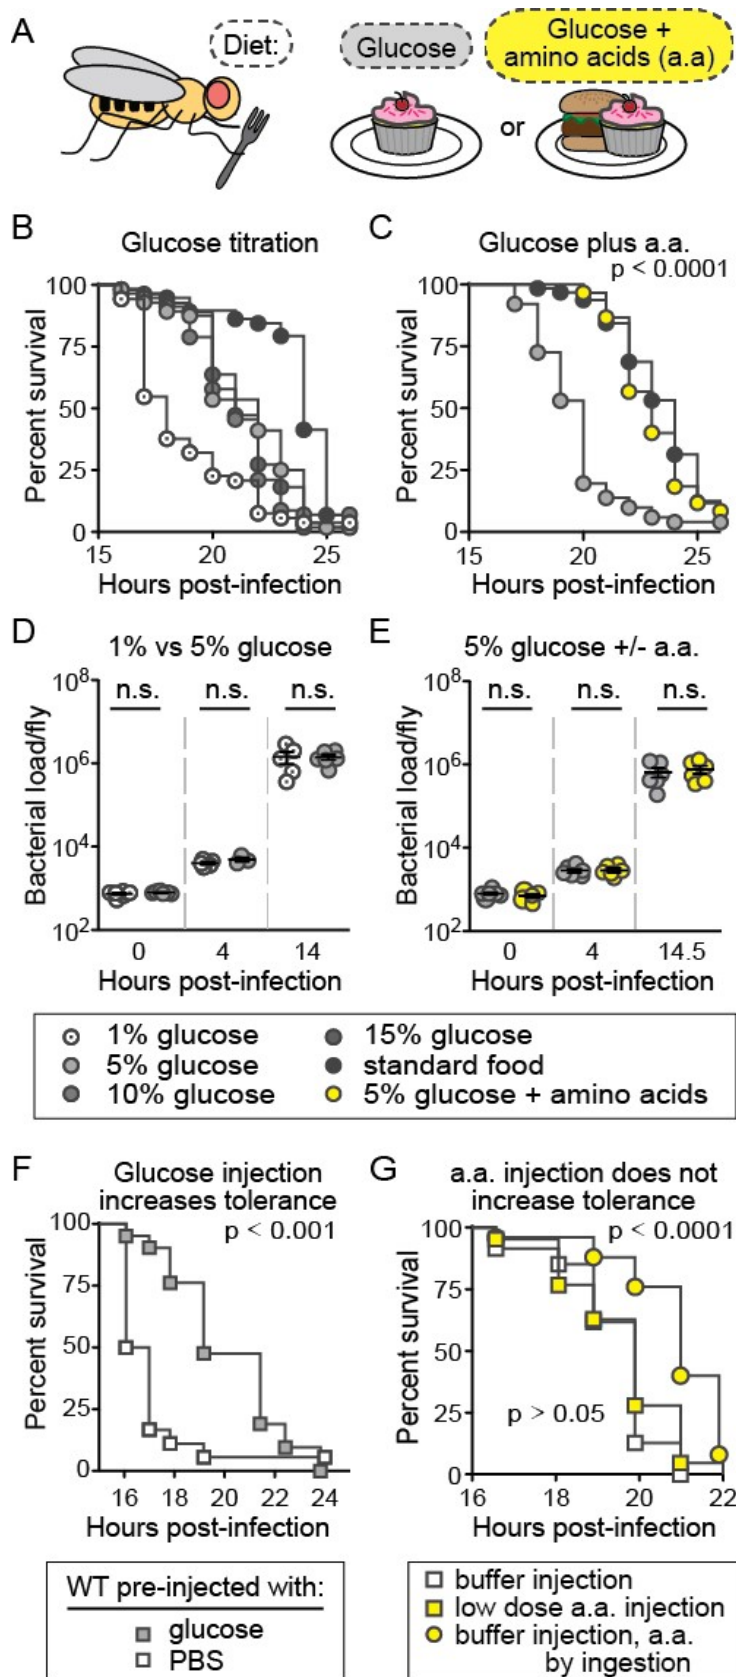 A
Diet:
Glucose
Glucose +
amino acids (a.a)
or
B
Glucose titration
Percent survival
100
75
50
25
0
15
20
25
Hours post-infection
C
Glucose plus a.a.
p < 0.0001
Percent survival
100
75
50
25
0
15
20
25
Hours post-infection
D
1% vs 5% glucose
Bacterial load/fly
10⁸
10⁶
10⁴
10²
n.s.
n.s.
n.s.
0
4
14
Hours post-infection
E
5% glucose +/- a.a.
Bacterial load/fly
10⁸
10⁶
10⁴
10²
n.s.
n.s.
n.s.
0
4
14.5
Hours post-infection
1% glucose
5% glucose
10% glucose
15% glucose
standard food
5% glucose + amino acids
F
Glucose injection
increases tolerance
p < 0.001
Percent survival
100
75
50
25
0
16
18
20
22
24
Hours post-infection
WT pre-injected with:
glucose
PBS
G
a.a. injection does not
increase tolerance
p < 0.0001
p > 0.05
Percent survival
100
75
50
25
0
16
18
20
22
Hours post-infection
buffer injection
low dose a.a. injection
buffer injection, a.a.
by ingestion